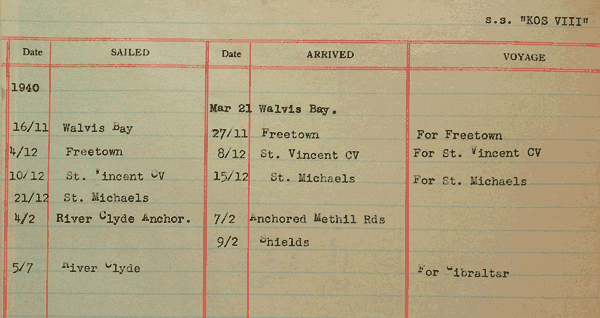 s.s. "KOS VIII"
Date SAILED Date ARRIVED VOYAGE
1940
Mar 21 Walvis Bay.
16/11 Walvis Bay 27/11 Freetown For Freetown
4/12 Freetown 8/12 St. Vincent CV For St. Vincent CV
10/12 St. Vincent CV 15/12 St. Michaels For St. Michaels
21/12 St. Michaels
4/2 River Clyde Anchor. 7/2 Anchored Methil Rds
9/2 Shields
5/7 River Clyde For Gibraltar